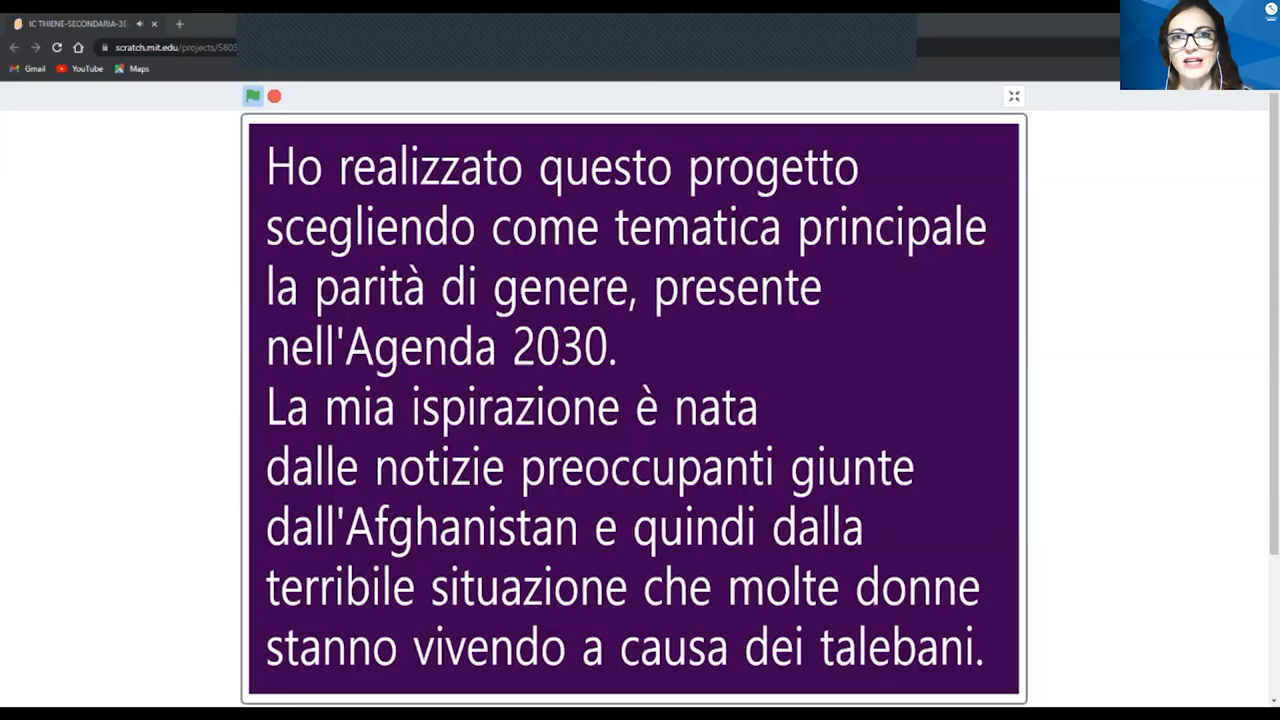 IC THIENE-SECONDARIA-3E
scratch.mit.edu/projects/5803
Gmail YouTube Maps
Ho realizzato questo progetto
scegliendo come tematica principale
la parità di genere, presente
nell'Agenda 2030.
La mia ispirazione è nata
dalle notizie preoccupanti giunte
dall'Afghanistan e quindi dalla
terribile situazione che molte donne
stanno vivendo a causa dei talebani.